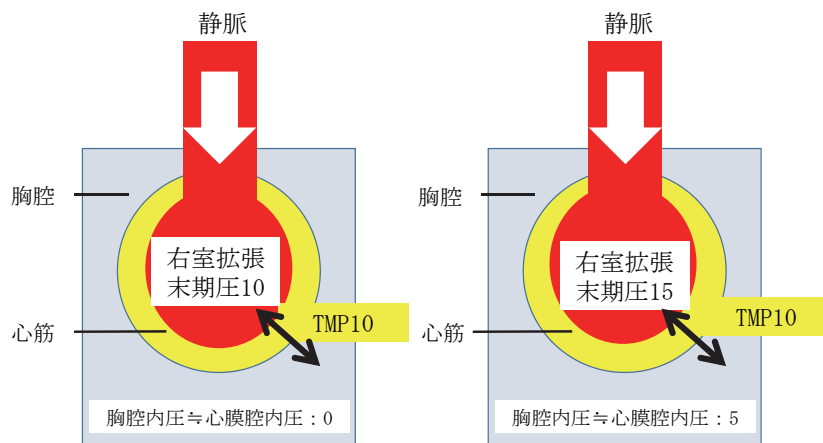 静脈
胸腔
右室拡張
末期圧10
TMP10
心筋
胸腔内圧≒心膜腔内圧：0
静脈
胸腔
右室拡張
末期圧15
TMP10
心筋
胸腔内圧≒心膜腔内圧：5